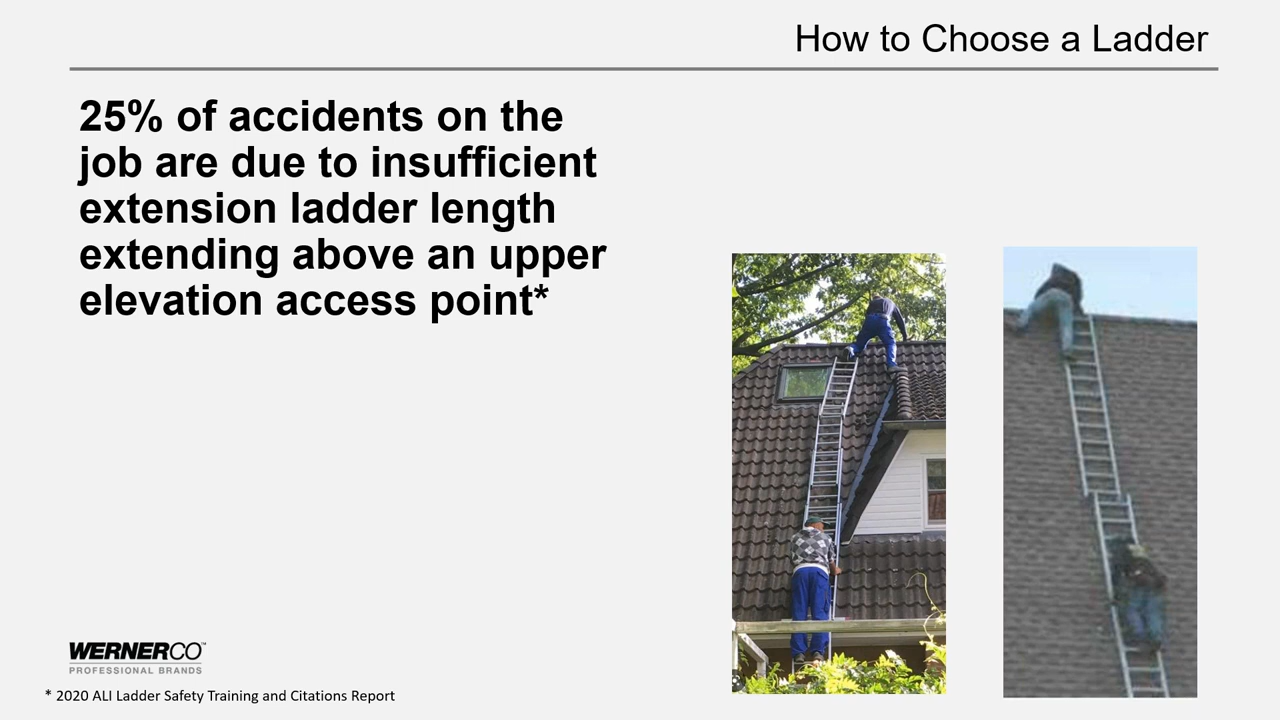 How to Choose a Ladder
25% of accidents on the
job are due to insufficient
extension ladder length
extending above an upper
elevation access point*
WERNERCO™
PROFESSIONAL BRANDS
* 2020 ALI Ladder Safety Training and Citations Report